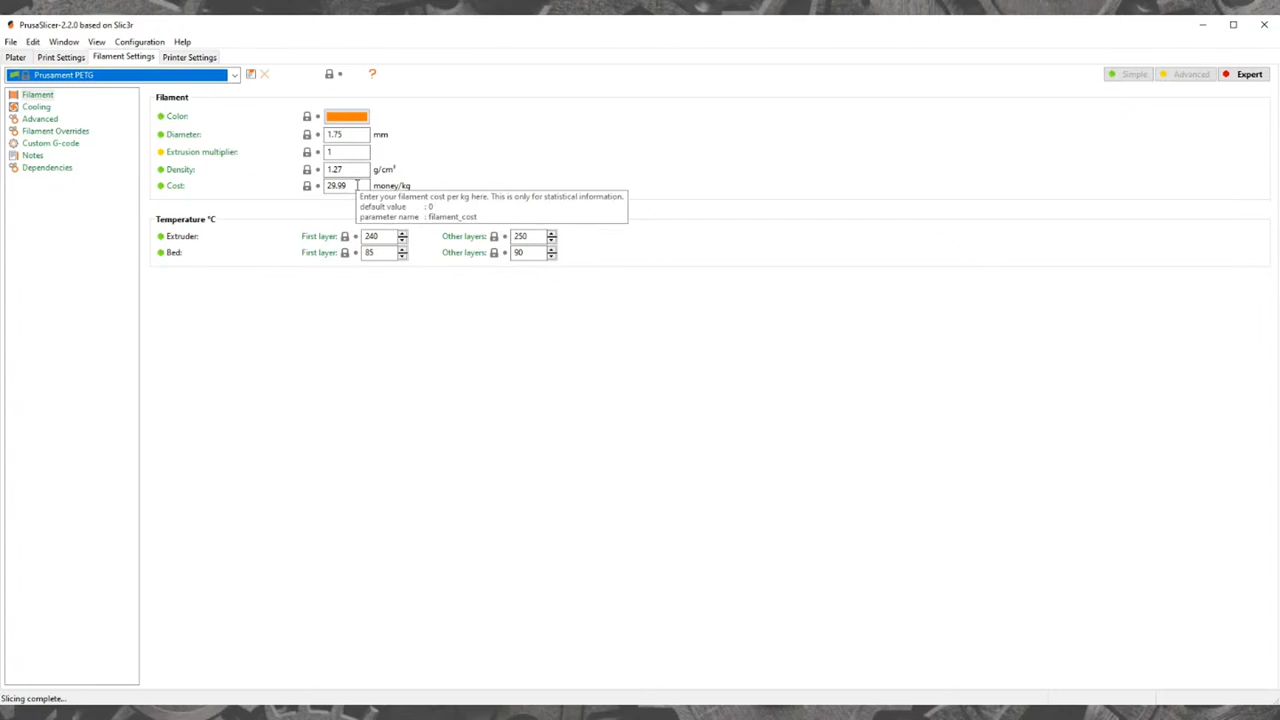 PrusaSlicer-2.2.0 based on Slic3r
File Edit Window View Configuration Help
Plater Print Settings Filament Settings Printer Settings
Prusament PETG ? Simple Advanced Expert
Filament
Cooling
Advanced
Filament Overrides
Custom G-code
Notes
Dependencies
Filament
Color:
Diameter: 1.75 mm
Extrusion multiplier: 1
Density: 1.27 g/cm³
Cost: 29.99 money/kg
Enter your filament cost per kg here. This is only for statistical information.
default value : 0
parameter name : filament_cost
Temperature °C
Extruder: First layer: 240 Other layers: 250
Bed: First layer: 85 Other layers: 90
Slicing complete...